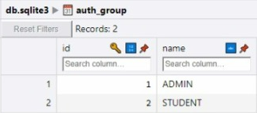 db.sqlite3 auth_group
Reset Filters Records: 2
id name
Search column... Search column...
1 1 ADMIN
2 2 STUDENT